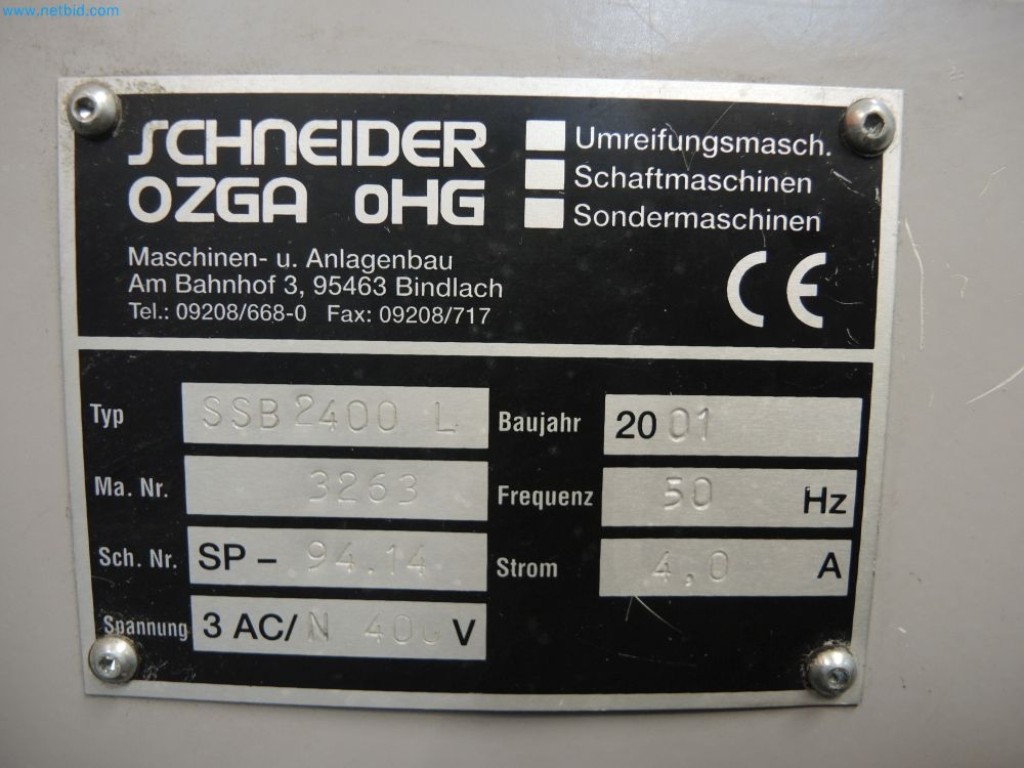 www.netbid.com
SCHNEIDER
OZGA oHG
Maschinen- u. Anlagenbau
Am Bahnhof 3, 95463 Bindlach
Tel.: 09208/668-0 Fax: 09208/717
Umreifungsmasch.
Schaftmaschinen
Sondermaschinen
CE
Typ SSB 2400 L
Baujahr 2001
Ma. Nr. 3263
Frequenz 50 Hz
Sch. Nr. SP - 94.14
Strom 4,0 A
Spannung 3 AC/ N 400 V